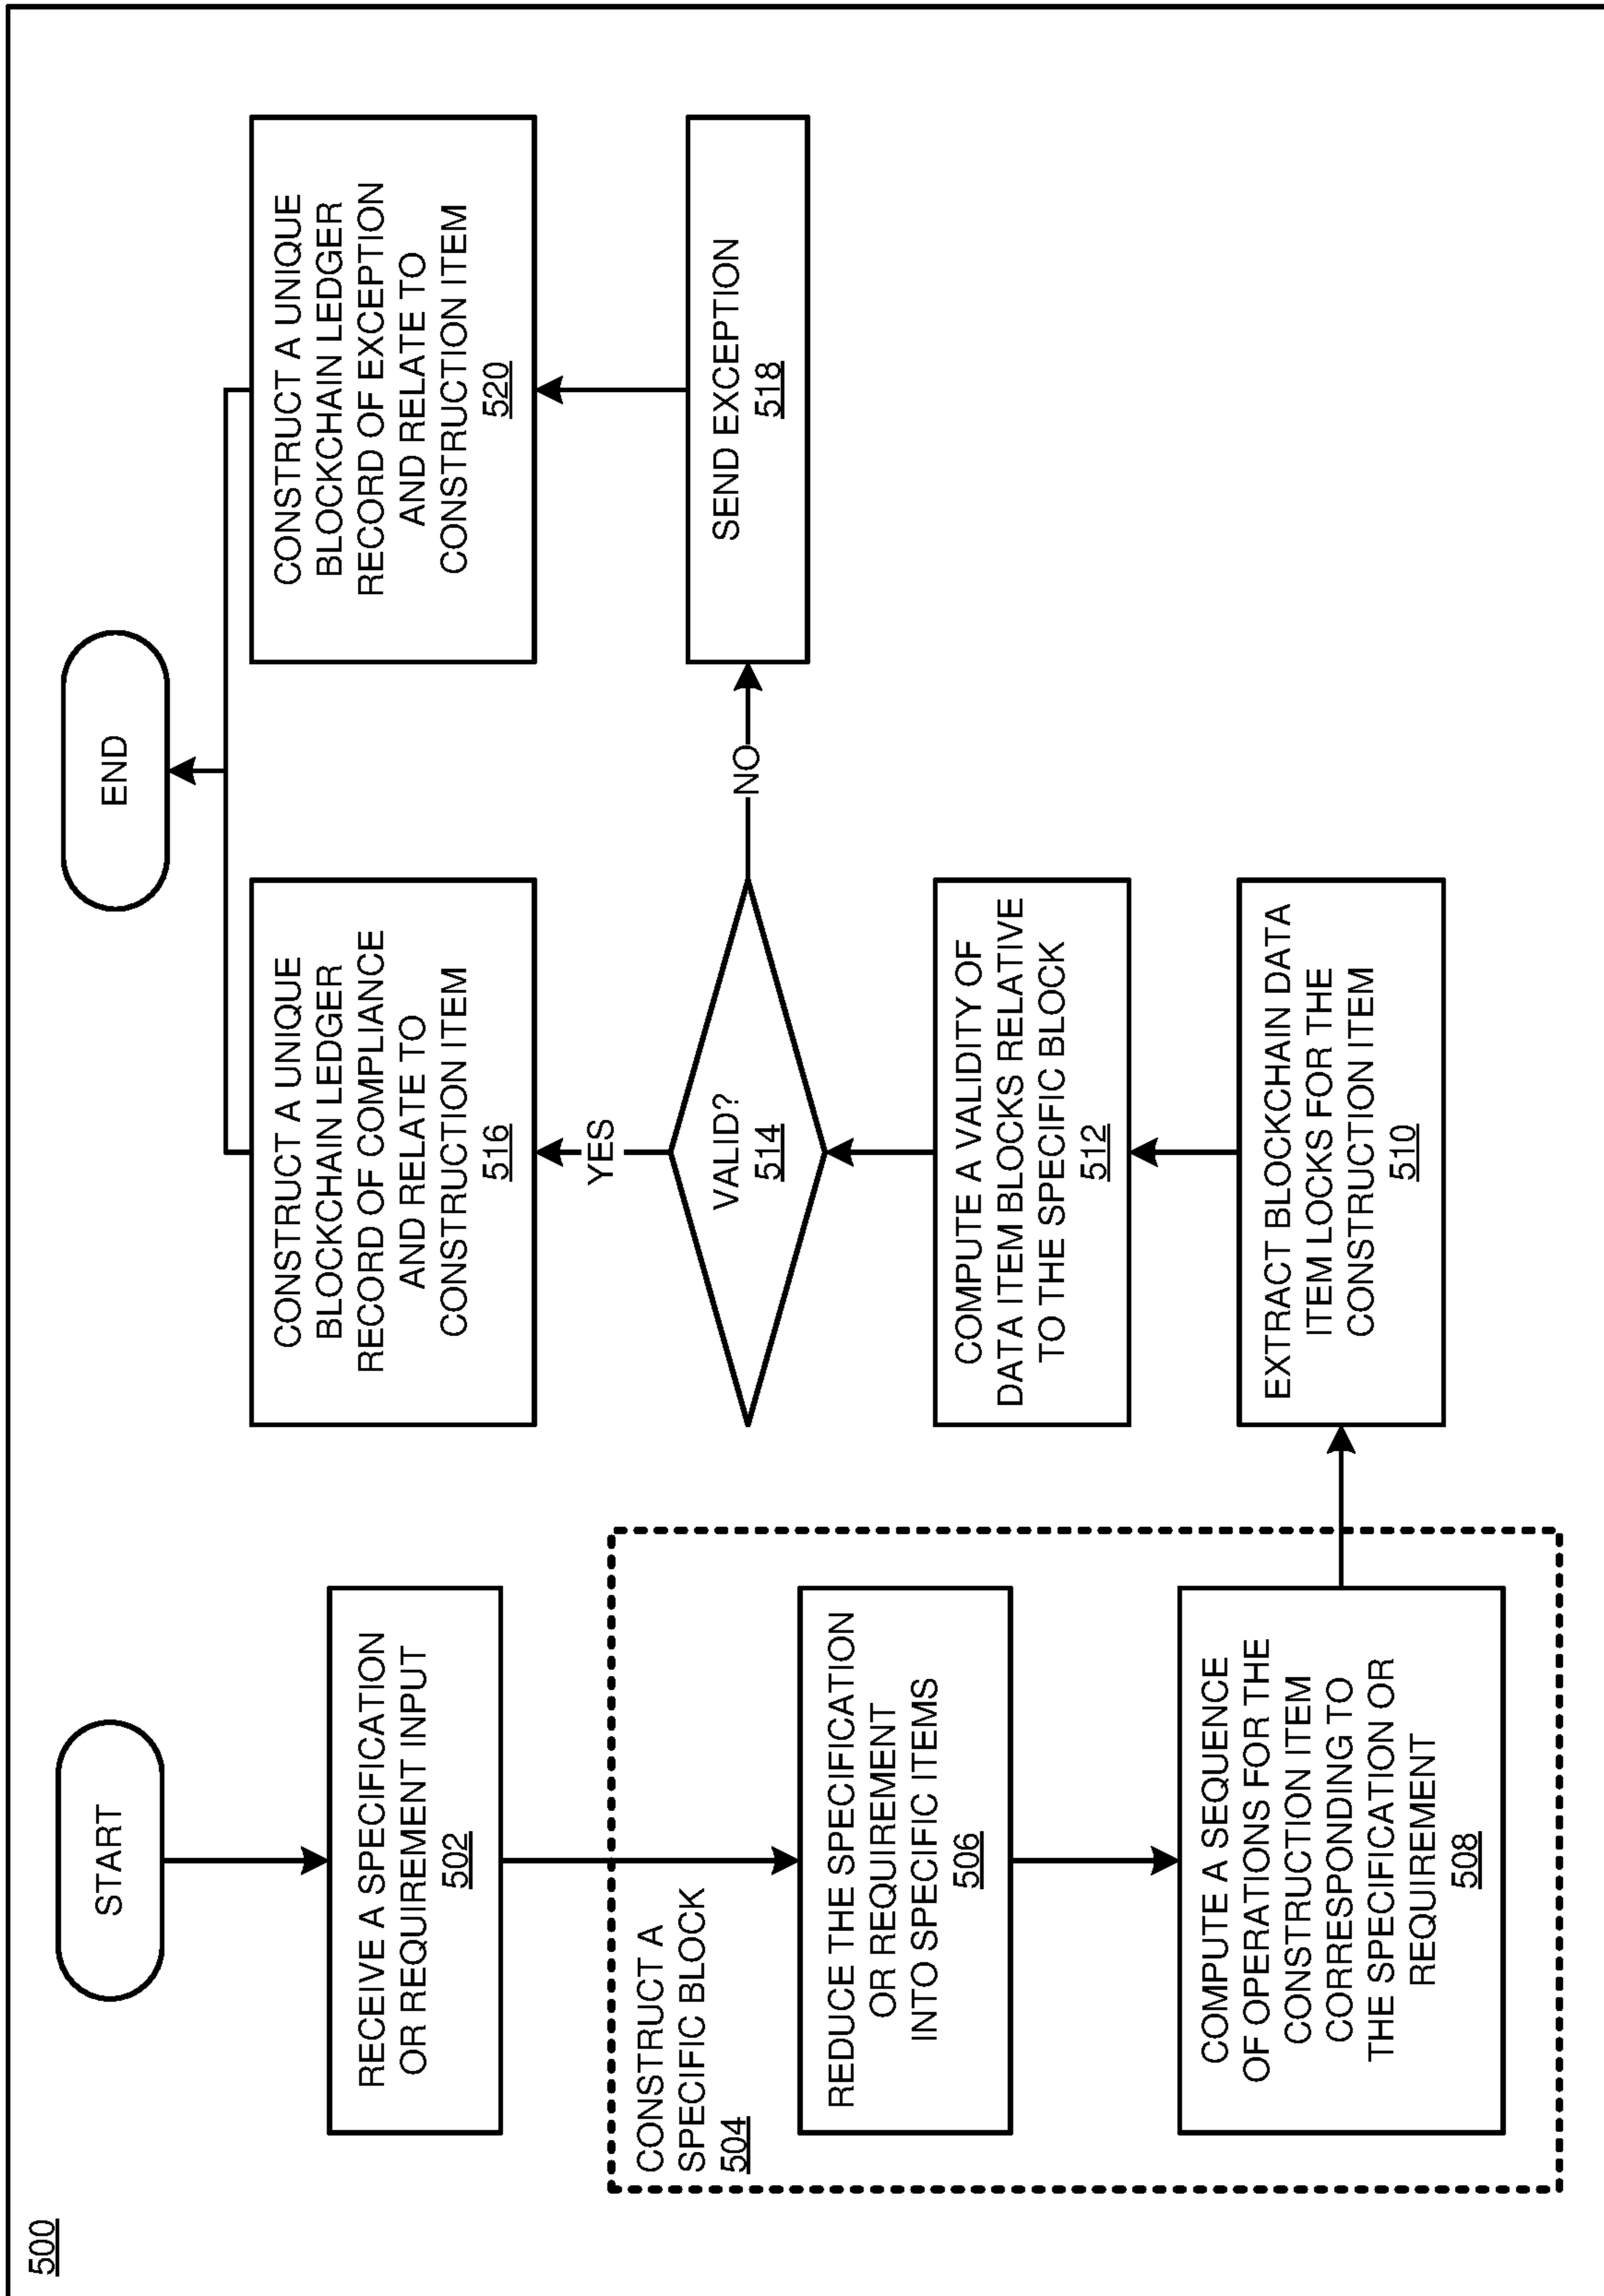 500
START
RECEIVE A SPECIFICATION
OR REQUIREMENT INPUT
502
CONSTRUCT A
SPECIFIC BLOCK
504
REDUCE THE SPECIFICATION
OR REQUIREMENT
INTO SPECIFIC ITEMS
506
COMPUTE A SEQUENCE
OF OPERATIONS FOR THE
CONSTRUCTION ITEM
CORRESPONDING TO
THE SPECIFICATION OR
REQUIREMENT
508
EXTRACT BLOCKCHAIN DATA
ITEM LOCKS FOR THE
CONSTRUCTION ITEM
510
COMPUTE A VALIDITY OF
DATA ITEM BLOCKS RELATIVE
TO THE SPECIFIC BLOCK
512
VALID?
514
YES
NO
CONSTRUCT A UNIQUE
BLOCKCHAIN LEDGER
RECORD OF COMPLIANCE
AND RELATE TO
CONSTRUCTION ITEM
516
SEND EXCEPTION
518
CONSTRUCT A UNIQUE
BLOCKCHAIN LEDGER
RECORD OF EXCEPTION
AND RELATE TO
CONSTRUCTION ITEM
520
END